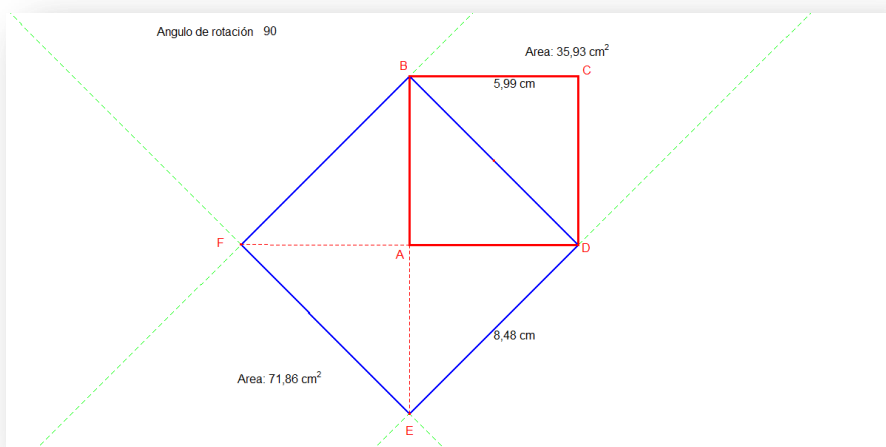 Angulo de rotación 90
Area: 35,93 cm²
B
C
5,99 cm
F
A
D
8,48 cm
Area: 71,86 cm²
E